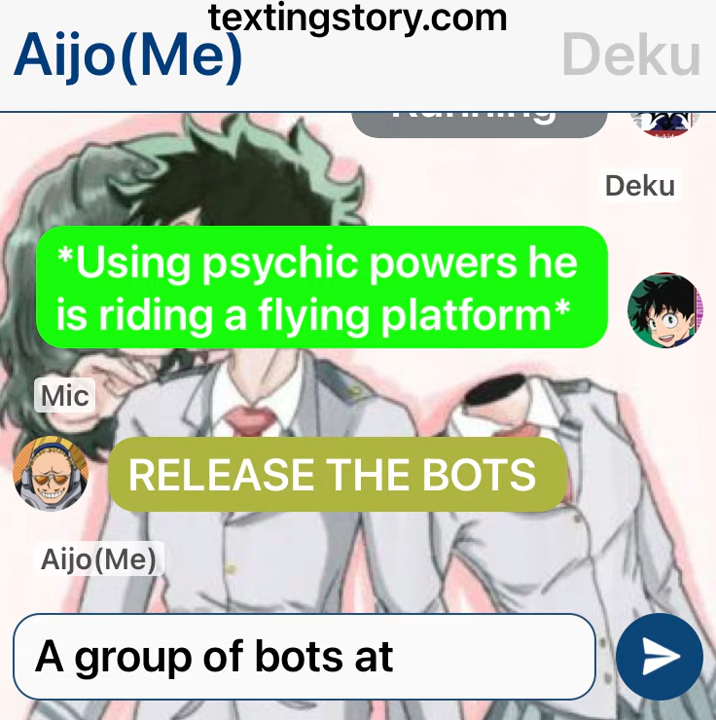 textingstory.com
Aijo(Me)
Deku
Running
Deku
*Using psychic powers he
is riding a flying platform*
Mic
RELEASE THE BOTS
Aijo(Me)
A group of bots at